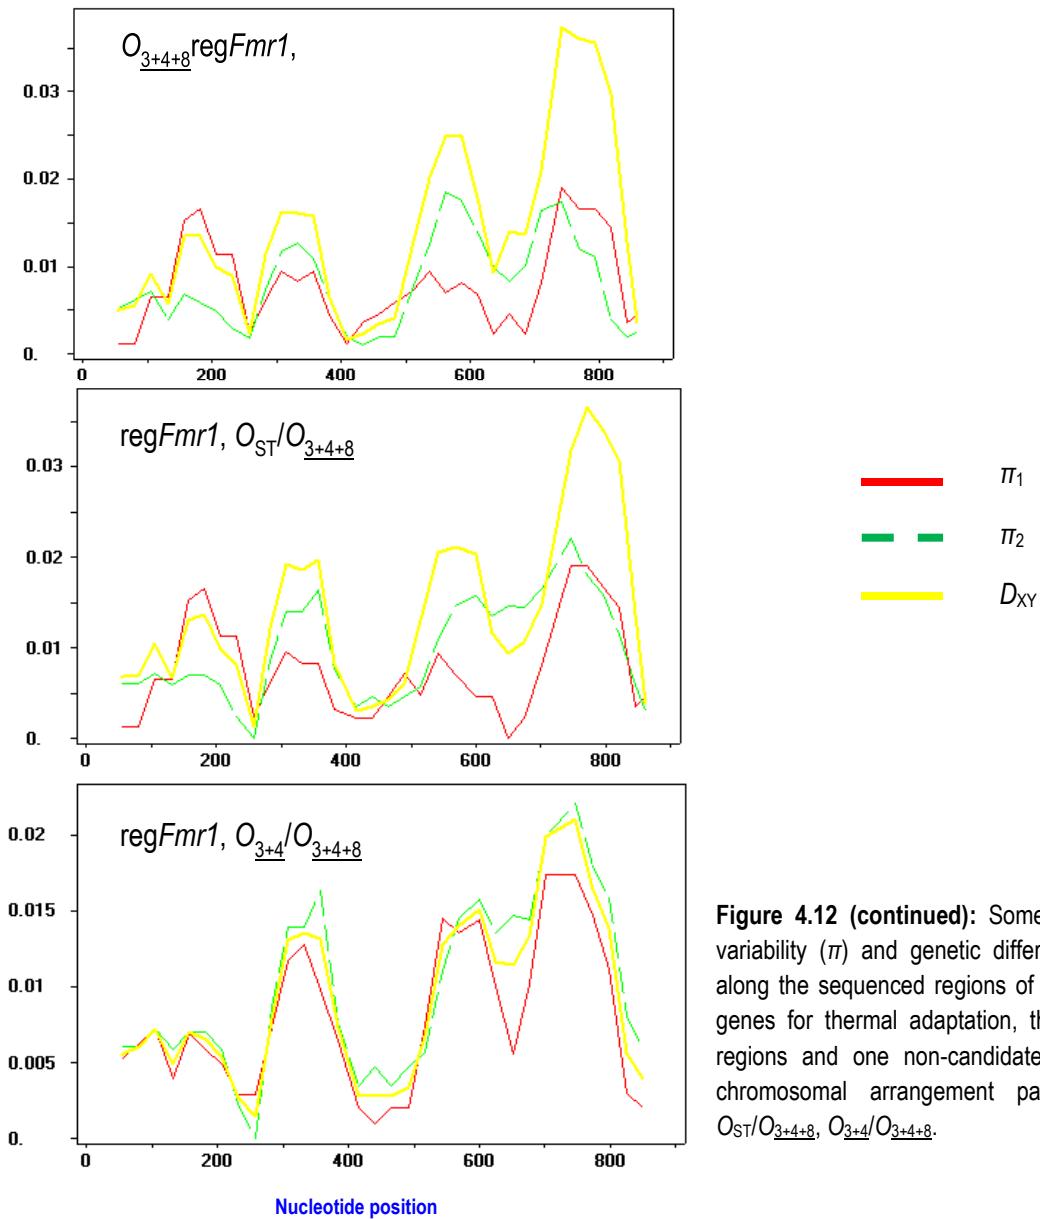 O3+4+8regFmr1,
0.03
0.02
0.01
0.
0 200 400 600 800
regFmr1, OST/O3+4+8
0.03
0.02
0.01
0.
0 200 400 600 800
π1
π2
DXY
regFmr1, O3+4/O3+4+8
0.02
0.015
0.01
0.005
0.
0 200 400 600 800
Nucleotide position
Figure 4.12 (continued): Some
variability (π) and genetic differ
along the sequenced regions of
genes for thermal adaptation, th
regions and one non-candidate
chromosomal arrangement pa
OST/O3+4+8, O3+4/O3+4+8.